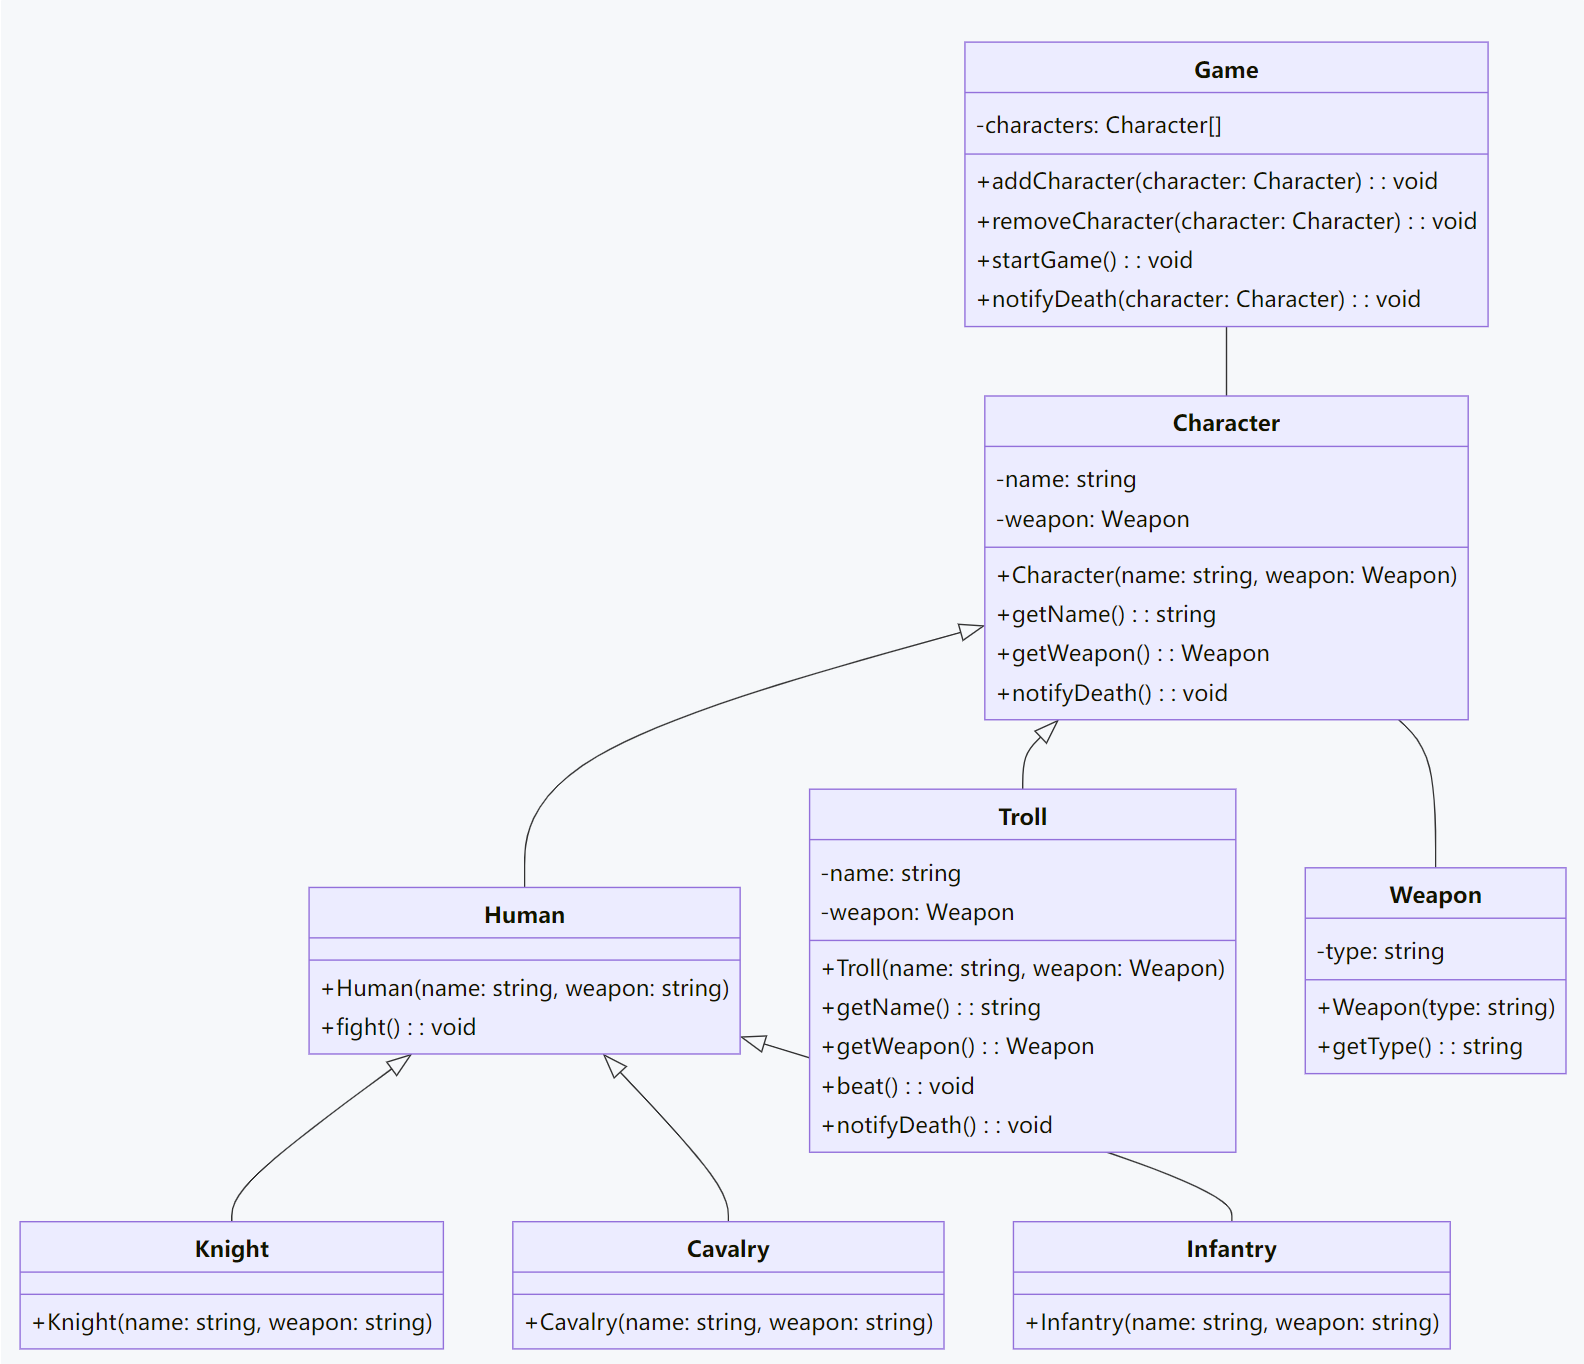 Game
-characters: Character[]
+addCharacter(character: Character) : : void
+removeCharacter(character: Character) : : void
+startGame() : : void
+notifyDeath(character: Character) : : void
Character
-name: string
-weapon: Weapon
+Character(name: string, weapon: Weapon)
+getName() : : string
+getWeapon() : : Weapon
+notifyDeath() : : void
Troll
-name: string
-weapon: Weapon
+Troll(name: string, weapon: Weapon)
+getName() : : string
+getWeapon() : : Weapon
+beat() : : void
+notifyDeath() : : void
Human
+Human(name: string, weapon: string)
+fight() : : void
Weapon
-type: string
+Weapon(type: string)
+getType() : : string
Knight
+Knight(name: string, weapon: string)
Cavalry
+Cavalry(name: string, weapon: string)
Infantry
+Infantry(name: string, weapon: string)